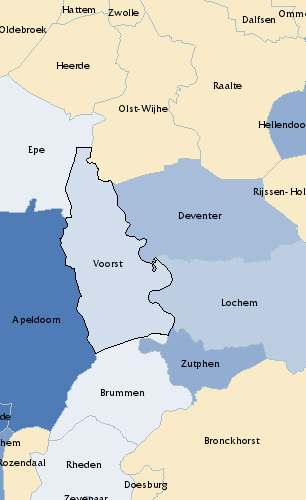 Hattem
Zwolle
Omme
Dalfsen
Oldebroek
Heerde
Raalte
Olst-Wijhe
Hellendoo
Epe
Rijssen-Hol
Deventer
Voorst
Lochem
Apeldoorn
Zutphen
Brummen
de
hem
Bronckhorst
Rozendaal
Rheden
Doesburg
Zevenaar